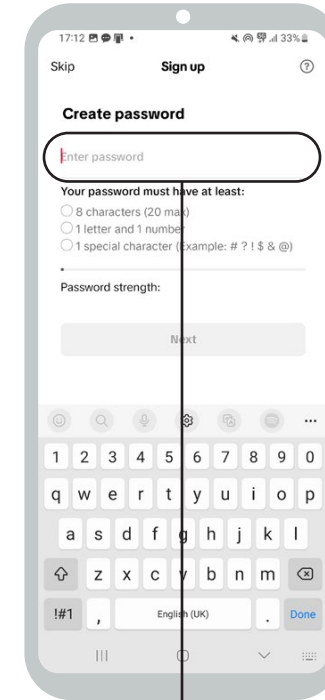 17:12 33%
Skip Sign up ?
Create password
Enter password
Your password must have at least:
8 characters (20 max)
1 letter and 1 number
1 special character (Example: # ? ! $ & @)
Password strength:
Next
1 2 3 4 5 6 7 8 9 0
q w e r t y u i o p
a s d f g h j k l
z x c v b n m
!#1 , English (UK) . Done